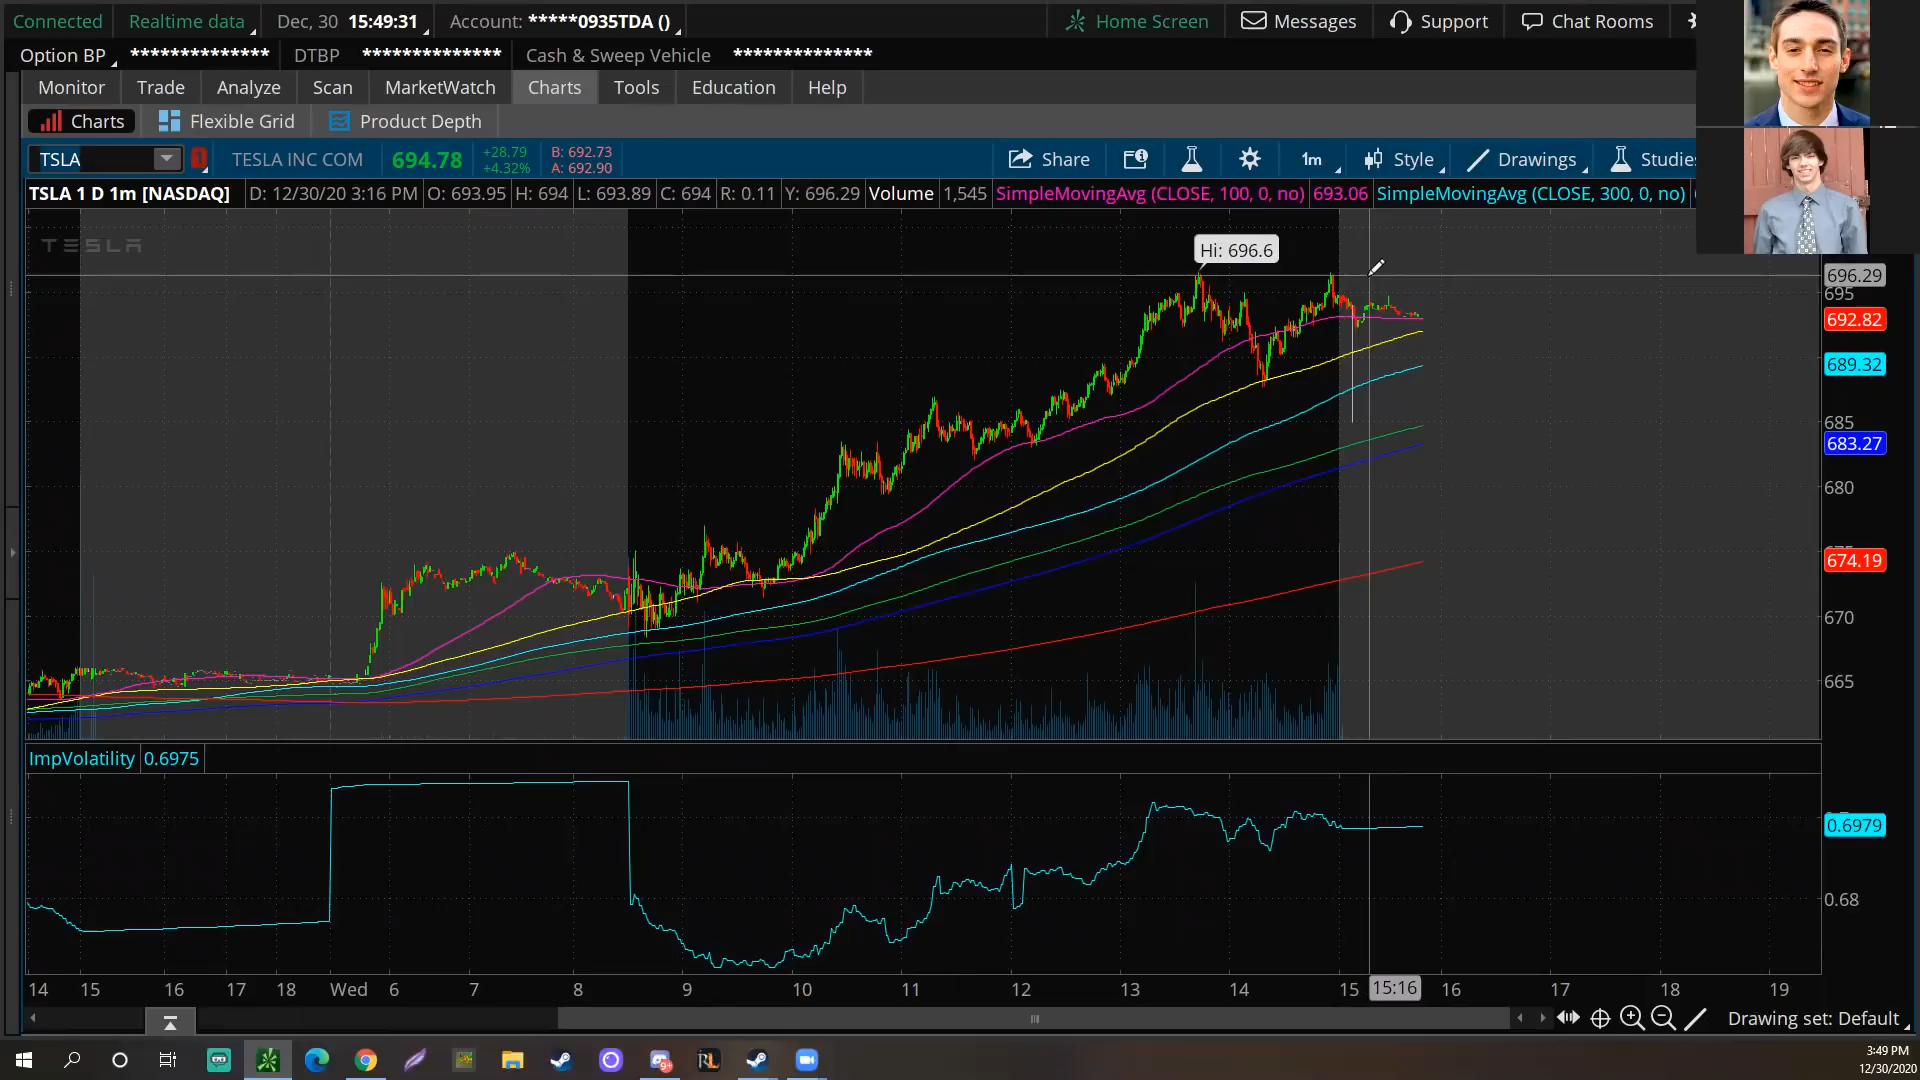 Connected Realtime data Dec, 30 15:49:31 Account: *****0935TDA () Home Screen Messages Support Chat Rooms
Option BP ************** DTBP ************** Cash & Sweep Vehicle **************
Monitor Trade Analyze Scan MarketWatch Charts Tools Education Help
Charts Flexible Grid Product Depth
TSLA 1 TESLA INC COM 694.78 +28.79 +4.32% B: 692.73 A: 692.90 Share 1m Style Drawings Studies
TSLA 1 D 1m [NASDAQ] D: 12/30/20 3:16 PM O: 693.95 H: 694 L: 693.89 C: 694 R: 0.11 Y: 696.29 Volume 1,545 SimpleMovingAvg (CLOSE, 100, 0, no) 693.06 SimpleMovingAvg (CLOSE, 300, 0, no)
TESLA
Hi: 696.6
696.29
695
692.82
689.32
685
683.27
680
674.19
670
665
ImpVolatility 0.6975
0.6979
0.68
14 15 16 17 18 Wed 6 7 8 9 10 11 12 13 14 15 15:16 16 17 18 19
Drawing set: Default
9+ RL
3:49 PM
12/30/2020